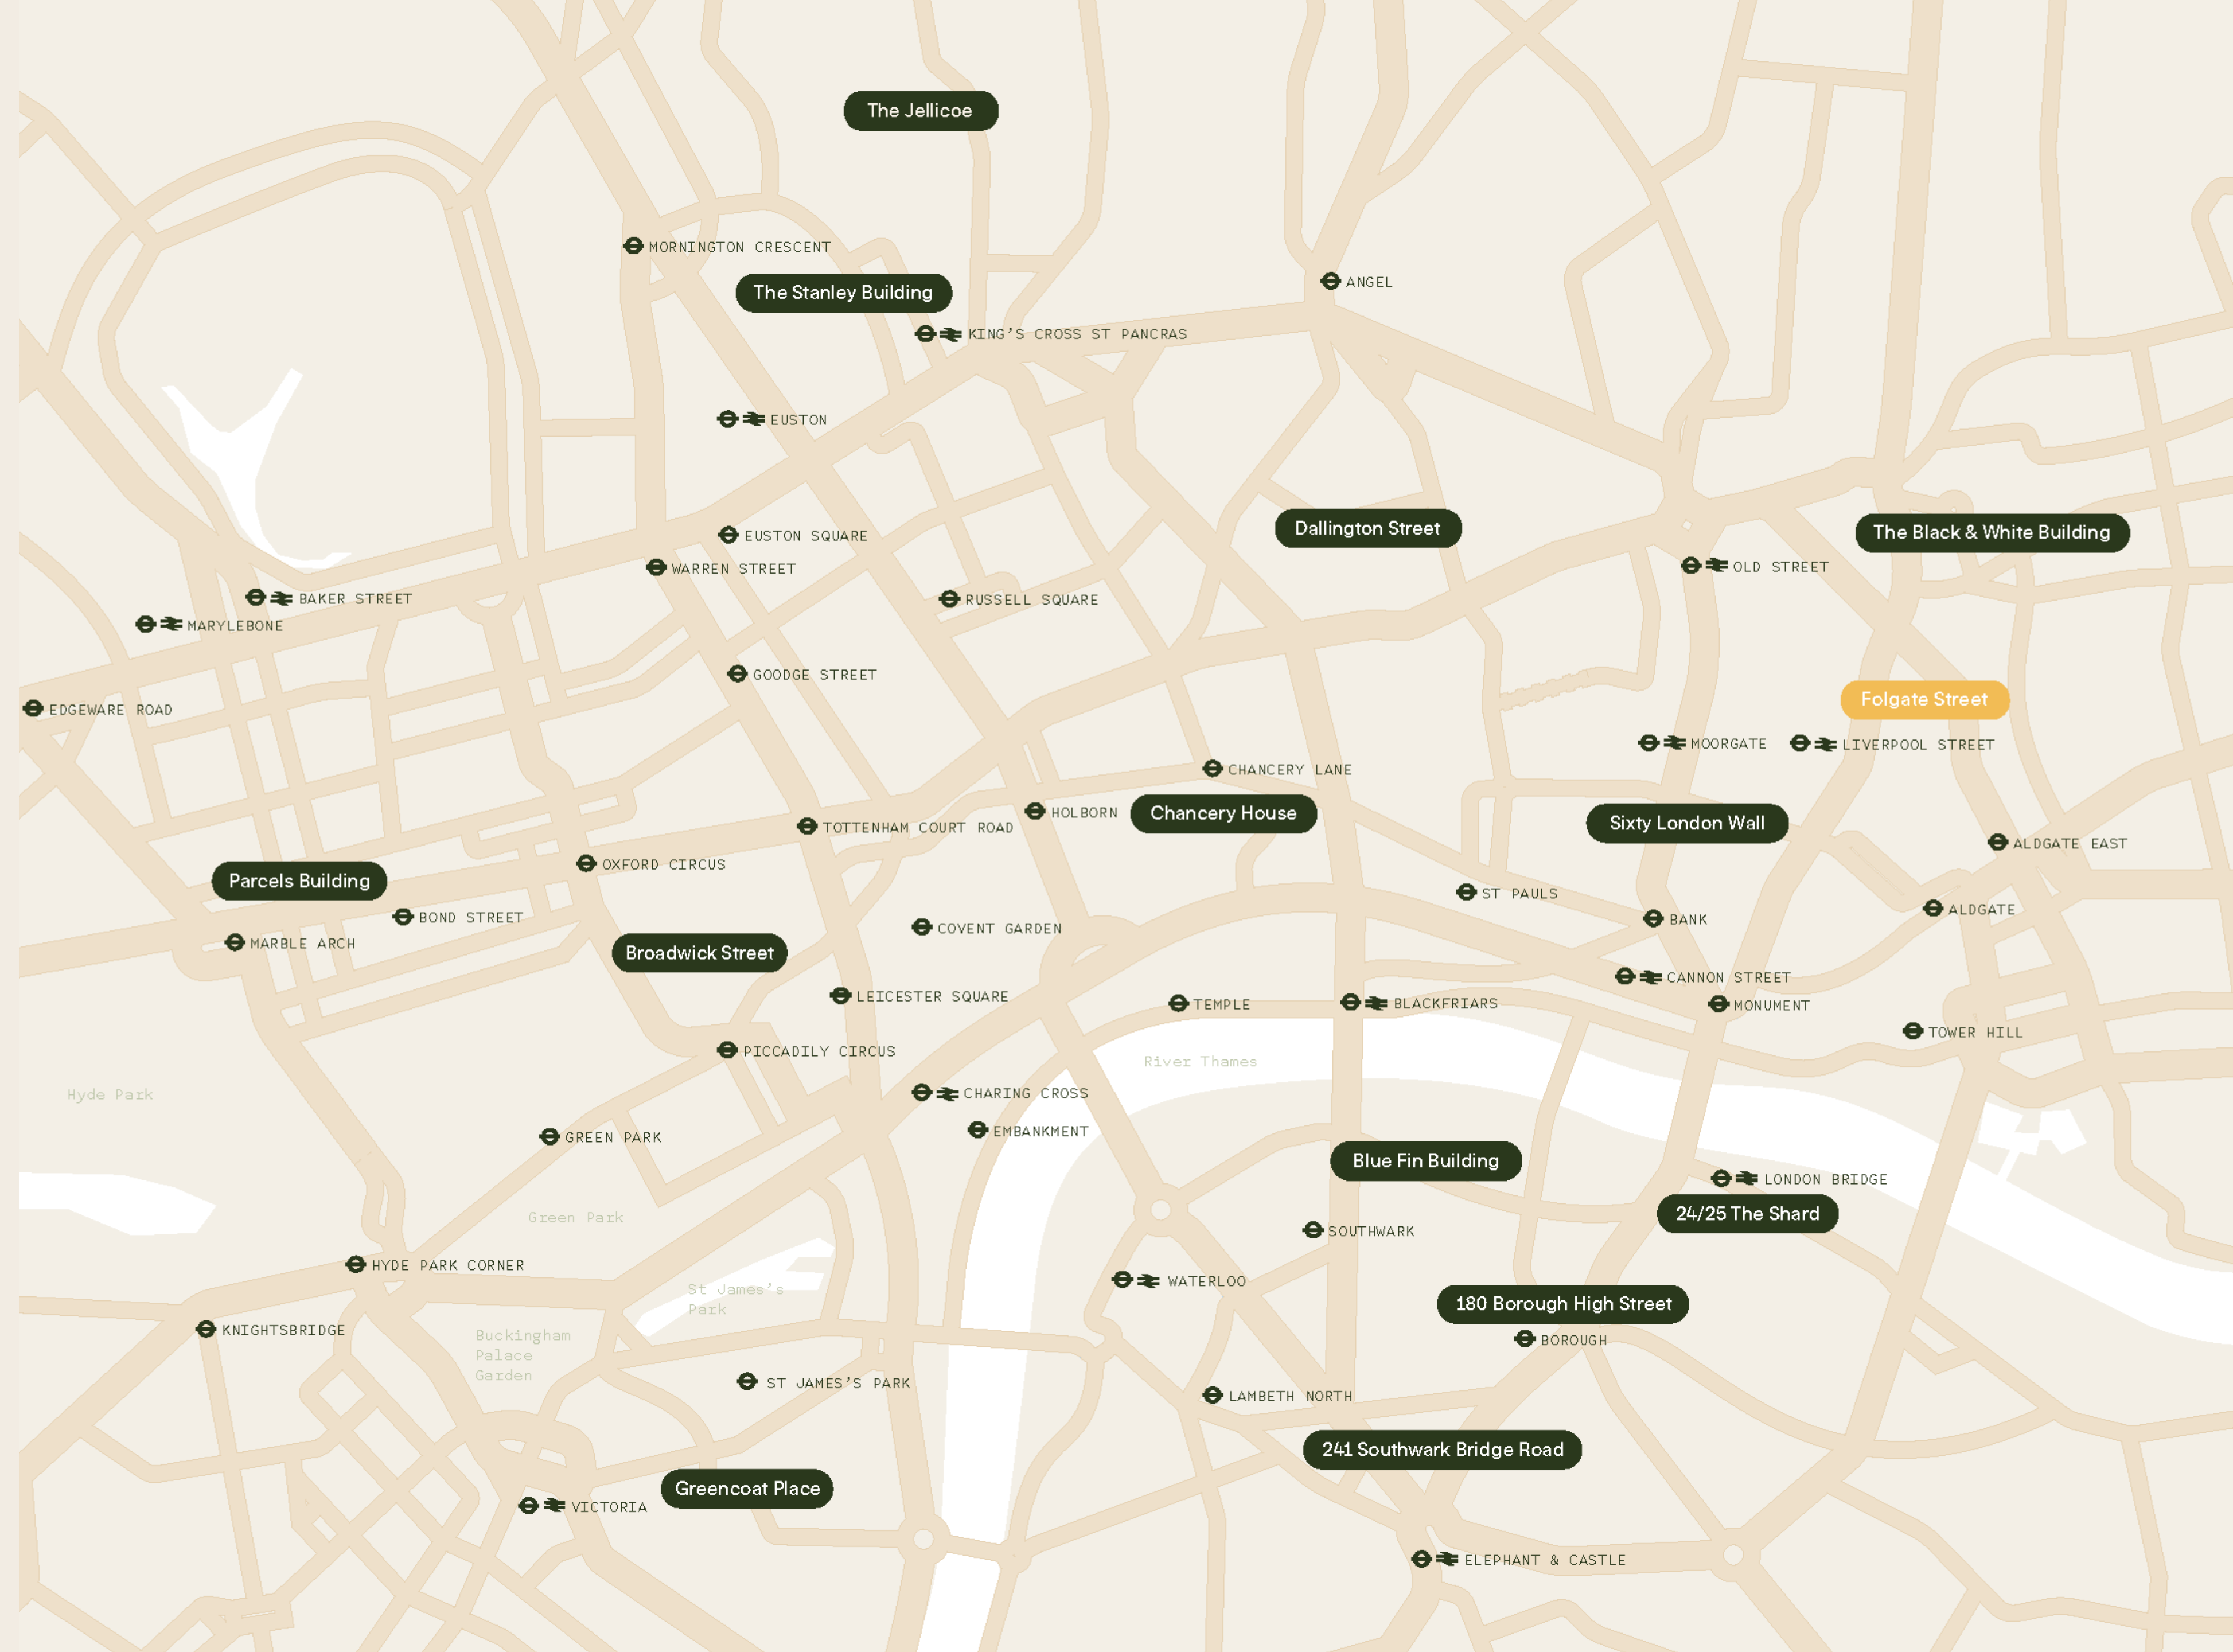 The Jellicoe
MORNINGTON CRESCENT
ANGEL
The Stanley Building
KING'S CROSS ST PANCRAS
EUSTON
Dallington Street
The Black & White Building
EUSTON SQUARE
OLD STREET
WARREN STREET
BAKER STREET
RUSSELL SQUARE
MARYLEBONE
GOODGE STREET
Folgate Street
EDGEWARE ROAD
MOORGATE
LIVERPOOL STREET
CHANCERY LANE
HOLBORN
Chancery House
Sixty London Wall
TOTTENHAM COURT ROAD
ALDGATE EAST
OXFORD CIRCUS
Parcels Building
ST PAULS
ALDGATE
BOND STREET
BANK
COVENT GARDEN
MARBLE ARCH
Broadwick Street
CANNON STREET
LEICESTER SQUARE
TEMPLE
BLACKFRIARS
MONUMENT
TOWER HILL
PICCADILY CIRCUS
River Thames
Hyde Park
CHARING CROSS
EMBANKMENT
GREEN PARK
Blue Fin Building
LONDON BRIDGE
24/25 The Shard
Green Park
SOUTHWARK
HYDE PARK CORNER
WATERLOO
St James's
Park
180 Borough High Street
KNIGHTSBRIDGE
Buckingham
Palace
Garden
BOROUGH
ST JAMES'S PARK
LAMBETH NORTH
241 Southwark Bridge Road
Greencoat Place
VICTORIA
ELEPHANT & CASTLE